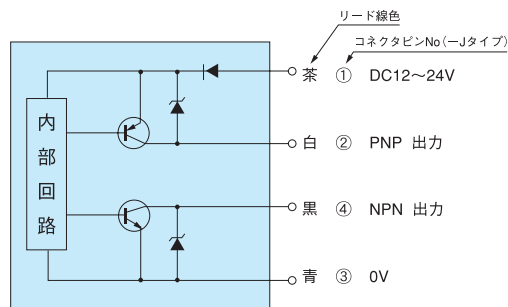 リード線色
コネクタピンNo(ーJタイプ)
茶 ① DC12〜24V
内部回路
白 ② PNP 出力
黒 ④ NPN 出力
青 ③ 0V